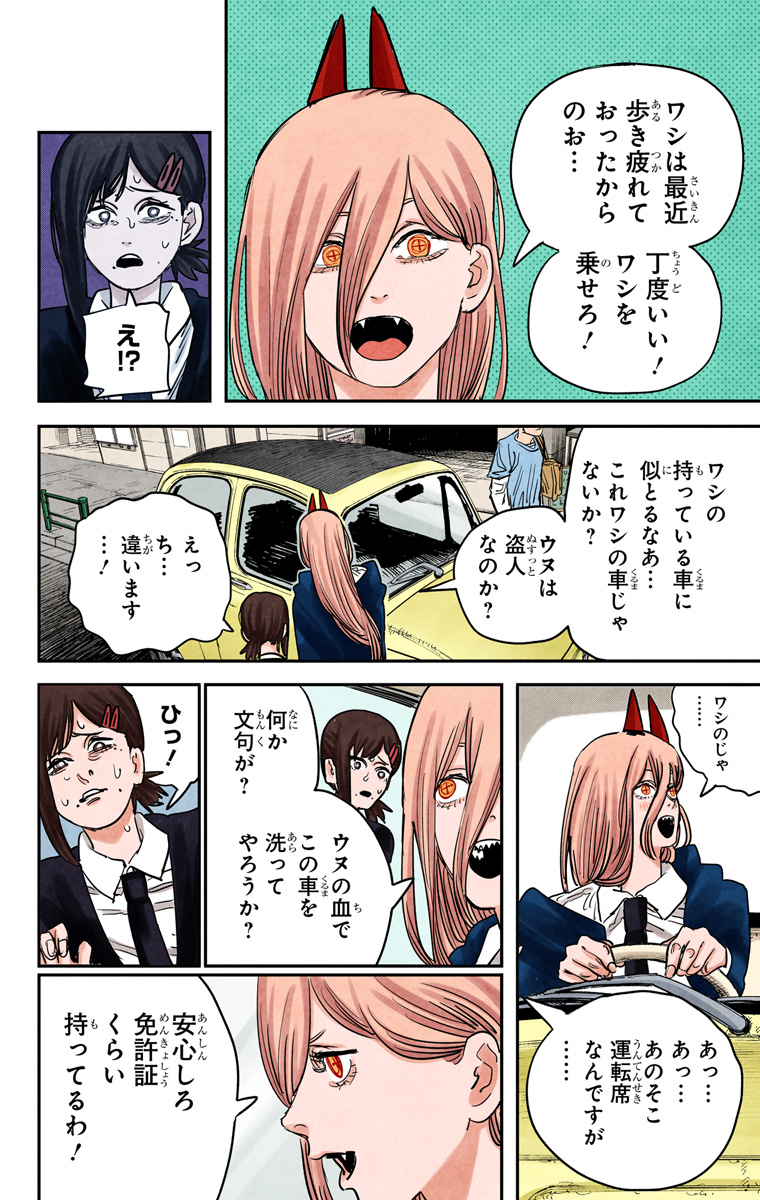 ワシは最近
歩き疲れて
おったから
のお…
丁度いい！
ワシを
乗せろ！
え!?
ワシの
持っている車に
似とるなあ…
これワシの車じゃ
ないか？
ウヌは
盗人
なのか？
えっ
ち…
違います
…！
ワシのじゃ
……
あっ…
あっ…
あのそこ
運転席
なんですが
……
何か
文句が？
ウヌの血で
この車を
洗って
やろうか？
ひっ！
安心しろ
免許証
くらい
持ってるわ！